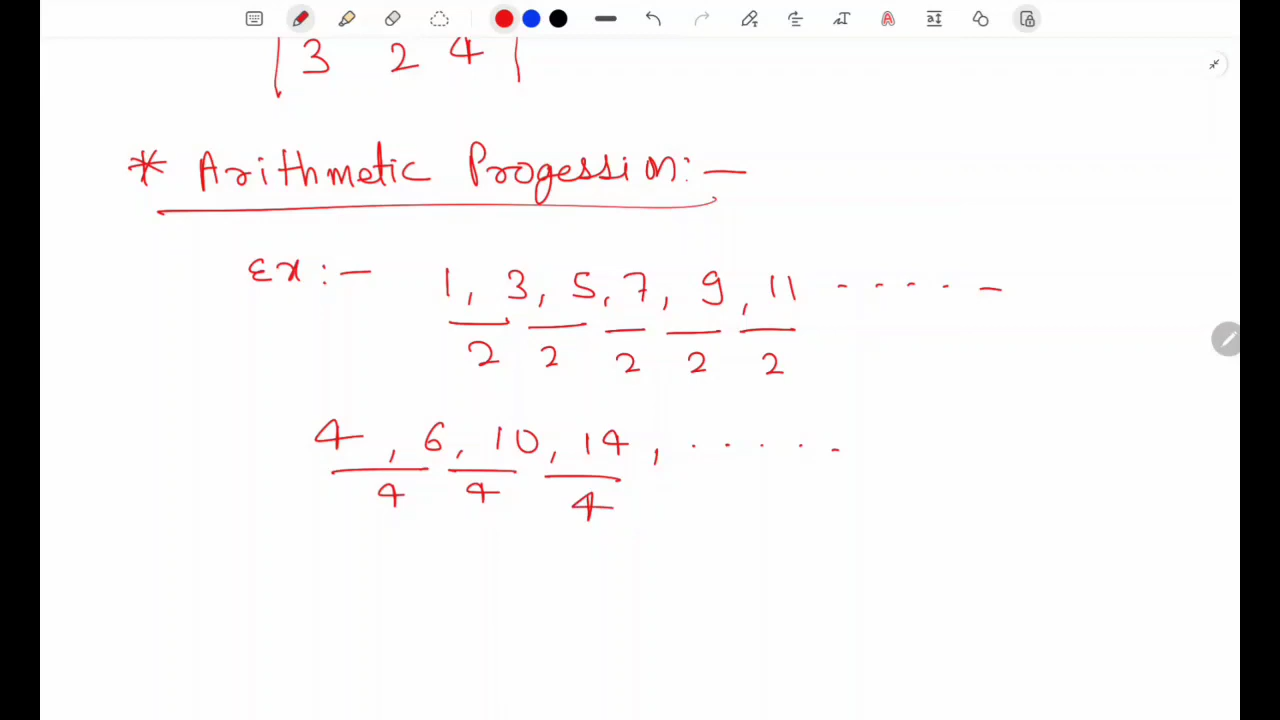 3 2 4
* Arithmetic Progession:-
Ex:- 1, 3, 5, 7, 9, 11 ..... -
2 2 2 2 2
4, 6, 10, 14, .....
4 4 4